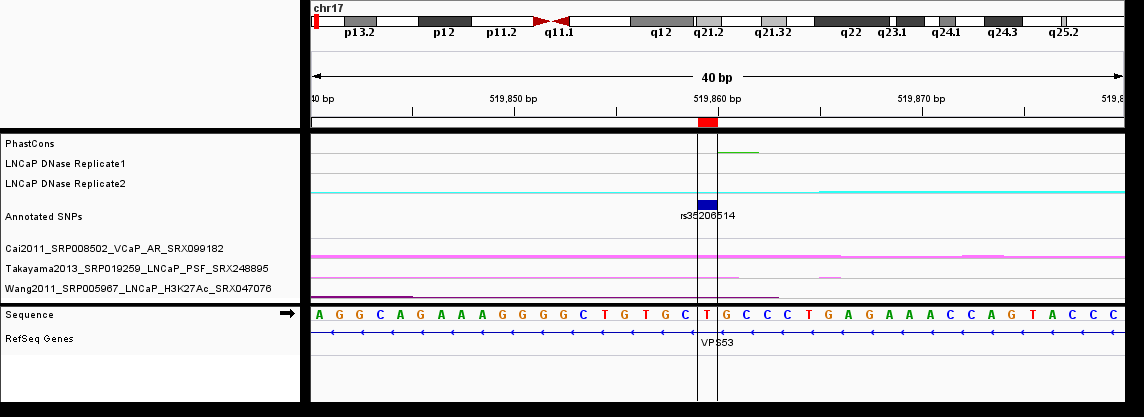 chr17
p13.2 p12 p11.2 q11.1 q12 q21.2 q21.32 q22 q23.1 q24.1 q24.3 q25.2
40 bp
40 bp 519,850 bp 519,860 bp 519,870 bp 519,8
PhastCons
LNCaP DNase Replicate1
LNCaP DNase Replicate2
Annotated SNPs
rs35206514
Cai2011_SRP008502_VCaP_AR_SRX099182
Takayama2013_SRP019259_LNCaP_PSF_SRX248895
Wang2011_SRP005967_LNCaP_H3K27Ac_SRX047076
Sequence A G G C A G A A A G G G G C T G T G C T G C C C T G A G A A A C C A G T A C C C
RefSeq Genes
VPS53